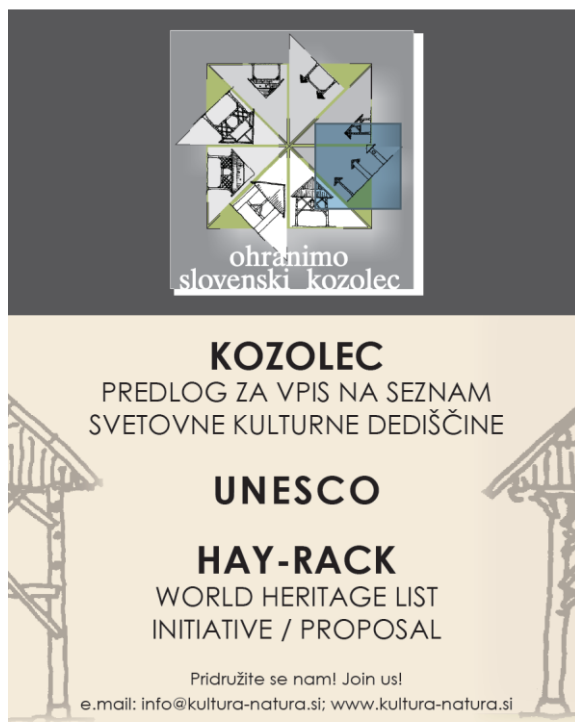 ohranimo
slovenski kozolec
KOZOLEC
PREDLOG ZA VPIS NA SEZNAM
SVETOVNE KULTURNE DEDIŠČINE
UNESCO
HAY-RACK
WORLD HERITAGE LIST
INITIATIVE / PROPOSAL
Pridružite se nam! Join us!
e.mail: info@kultura-natura.si; www.kultura-natura.si